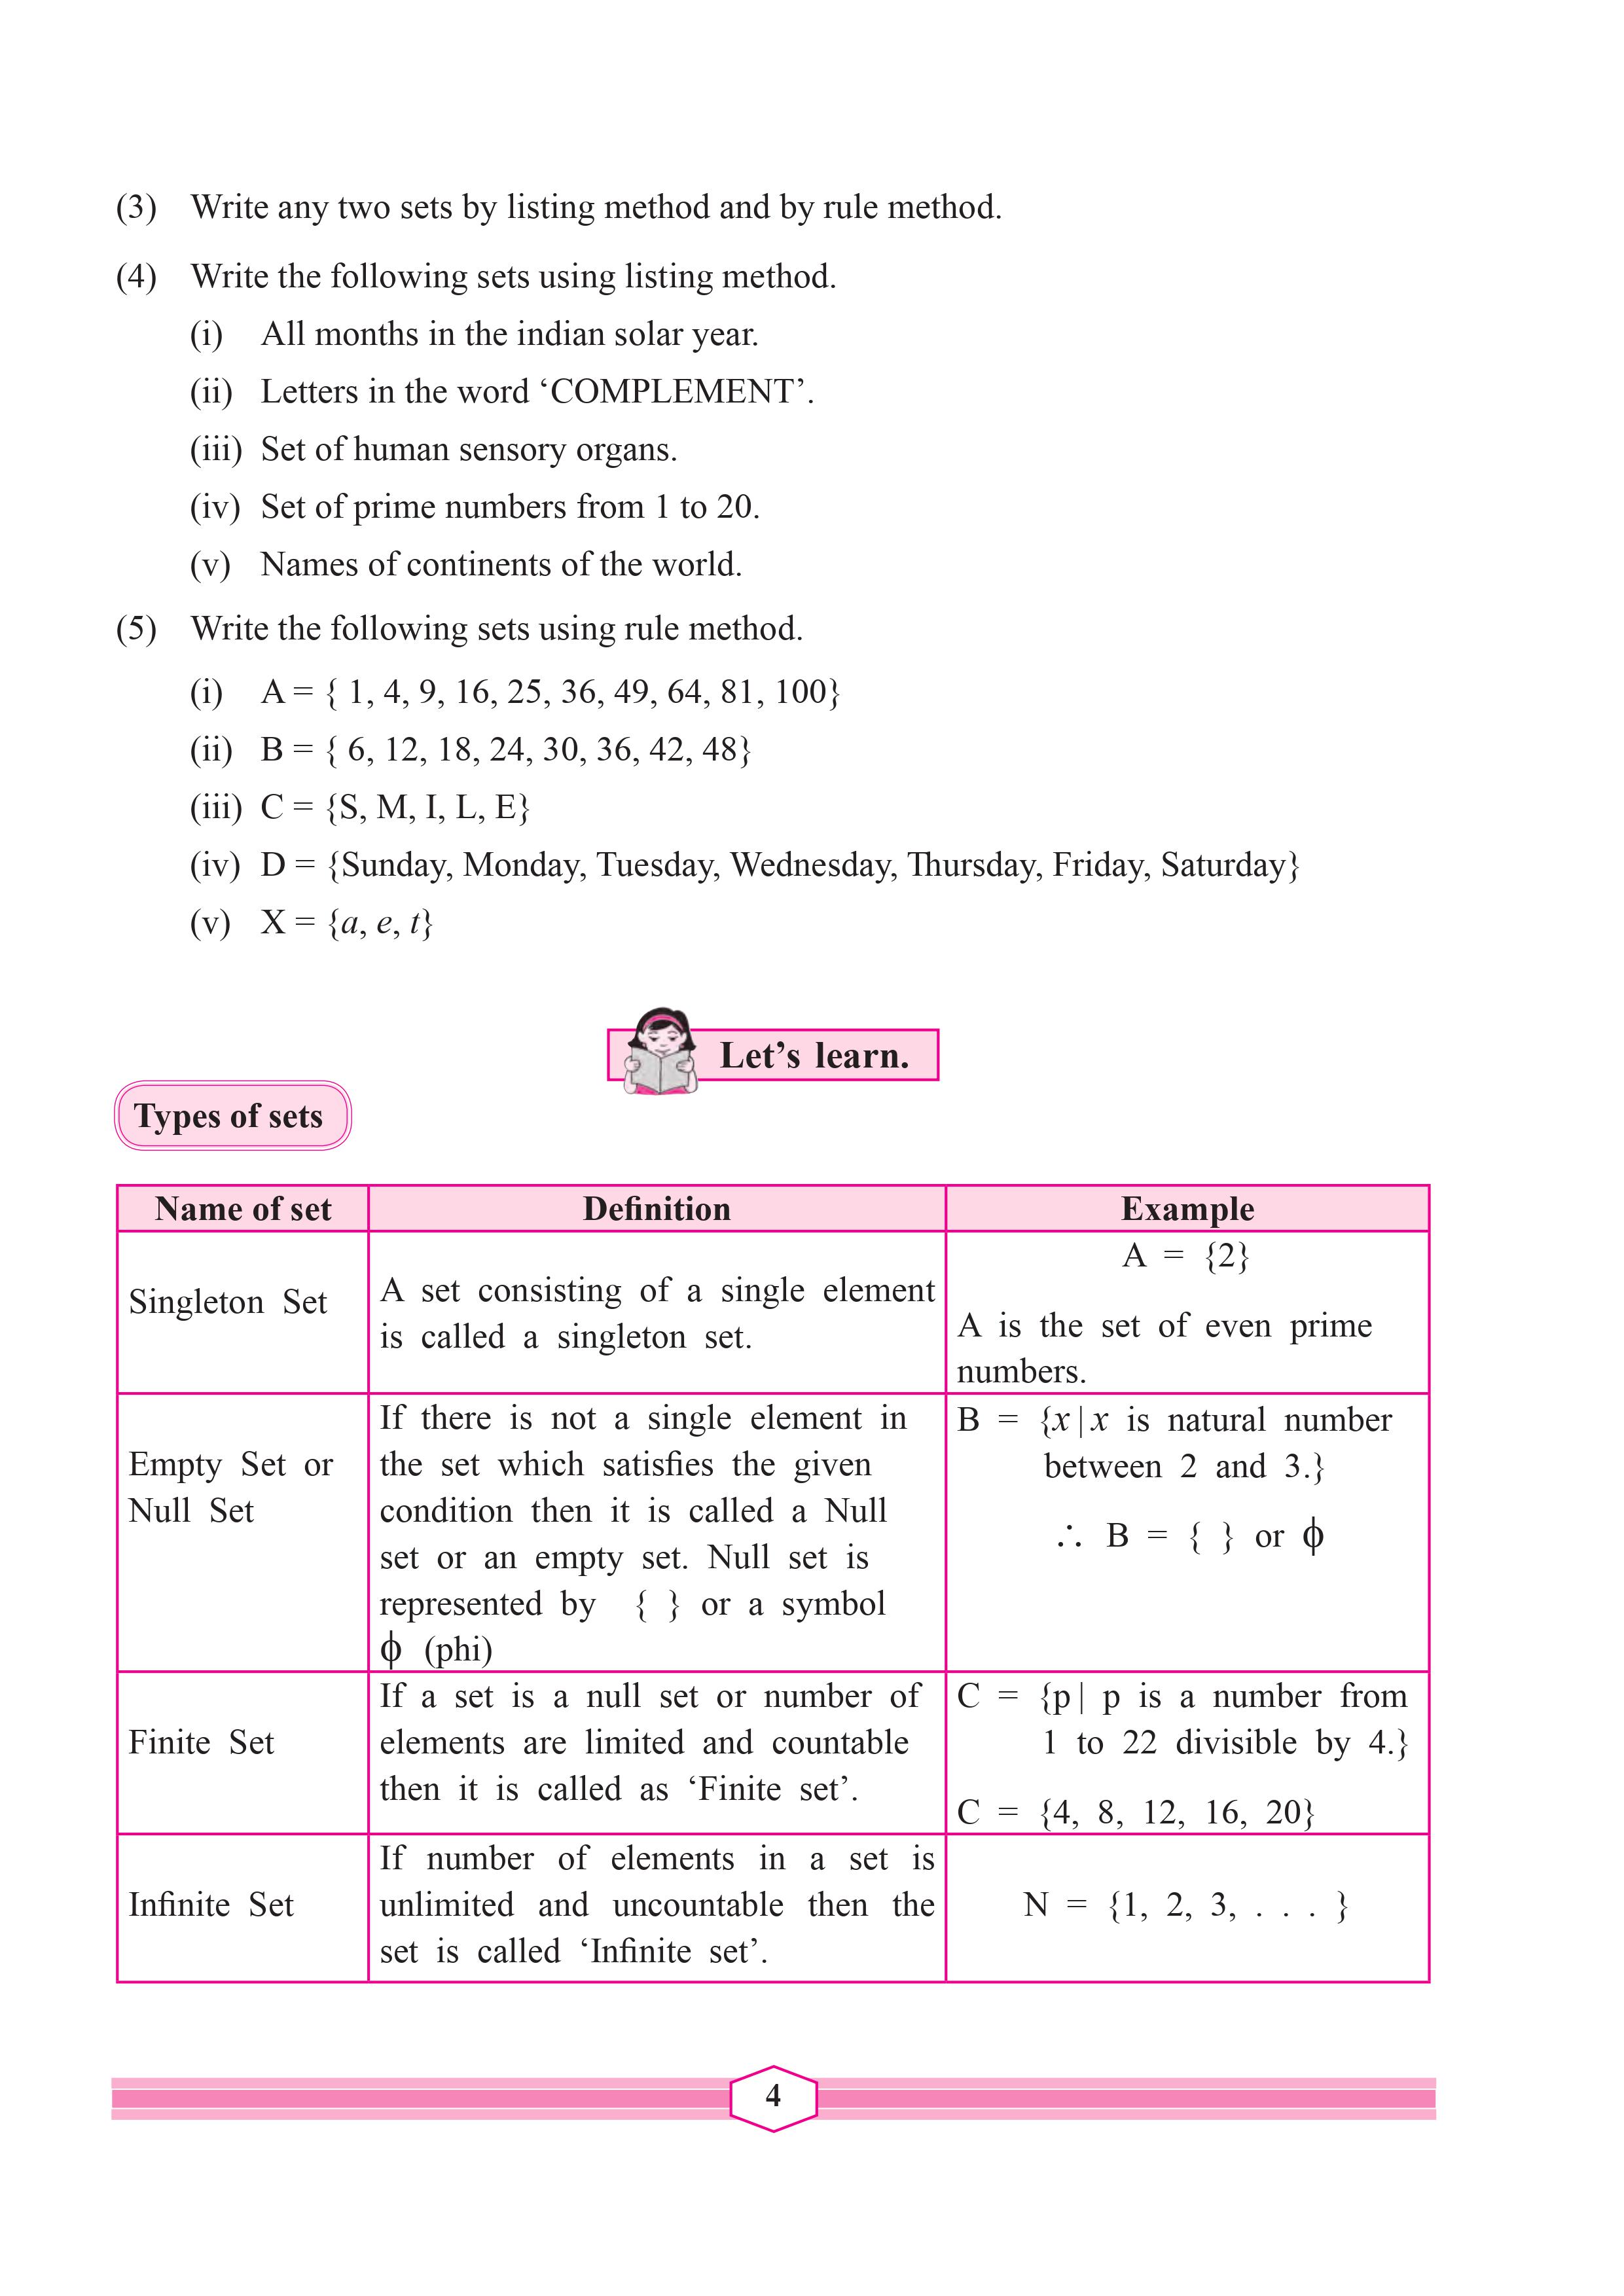 (3) Write any two sets by listing method and by rule method.
(4) Write the following sets using listing method.
(i) All months in the indian solar year.
(ii) Letters in the word ‘COMPLEMENT’.
(iii) Set of human sensory organs.
(iv) Set of prime numbers from 1 to 20.
(v) Names of continents of the world.
(5) Write the following sets using rule method.
(i) A = { 1, 4, 9, 16, 25, 36, 49, 64, 81, 100}
(ii) B = { 6, 12, 18, 24, 30, 36, 42, 48}
(iii) C = {S, M, I, L, E}
(iv) D = {Sunday, Monday, Tuesday, Wednesday, Thursday, Friday, Saturday}
(v) X = {a, e, t}
Let’s learn.
Types of sets
Name of set Definition Example
Singleton Set
A set consisting of a single element
is called a singleton set.
A = {2}
A is the set of even prime
numbers.
Empty Set or
Null Set
If there is not a single element in
the set which satisfies the given
condition then it is called a Null
set or an empty set. Null set is
represented by { } or a symbol
ϕ (phi)
B = {x|x is natural number
between 2 and 3.}
∴ B = { } or ϕ
Finite Set
If a set is a null set or number of
elements are limited and countable
then it is called as ‘Finite set’.
C = {p| p is a number from
1 to 22 divisible by 4.}
C = {4, 8, 12, 16, 20}
Infinite Set
If number of elements in a set is
unlimited and uncountable then the
set is called ‘Infinite set’.
N = {1, 2, 3, . . . }
4